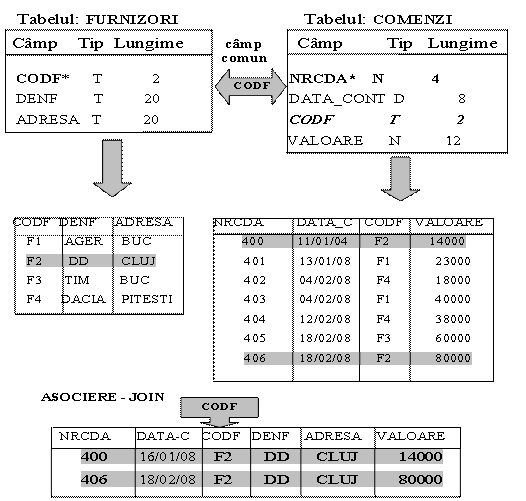 Tabelul: FURNIZORI
Câmp Tip Lungime
CODF* T 2
DENF T 20
ADRESA T 20
câmp
comun
CODF
Tabelul: COMENZI
Câmp Tip Lungime
NRCDA* N 4
DATA_CONT D 8
CODF T 2
VALOARE N 12
CODF DENF ADRESA
F1 AGER BUC
F2 DD CLUJ
F3 TIM BUC
F4 DACIA PITESTI
NRCDA DATA_C CODF VALOARE
400 11/01/04 F2 14000
401 13/01/08 F1 23000
402 04/02/08 F4 18000
403 04/02/08 F1 40000
404 12/02/08 F4 38000
405 18/02/08 F3 60000
406 18/02/08 F2 80000
ASOCIERE - JOIN
CODF
NRCDA DATA-C CODF DENF ADRESA VALOARE
400 16/01/08 F2 DD CLUJ 14000
406 18/02/08 F2 DD CLUJ 80000